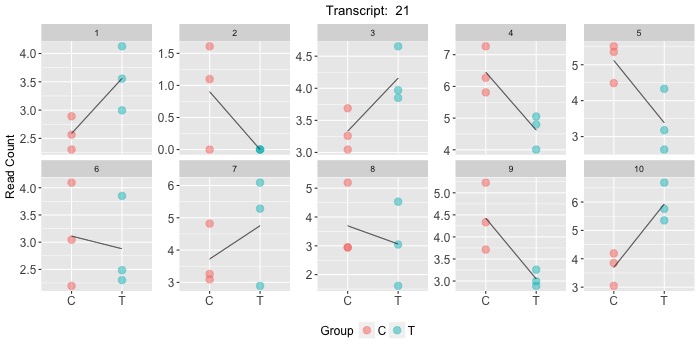 Transcript: 21
Read Count
1 2 3 4 5
4.0 3.5 3.0 2.5
1.5 1.0 0.5 0.0
4.5 4.0 3.5 3.0
7 6 5 4
5 4 3
6 7 8 9 10
4.0 3.5 3.0 2.5
6 5 4 3
5 4 3 2
5.0 4.5 4.0 3.5 3.0
6 5 4 3
C T C T C T C T C T
Group C T